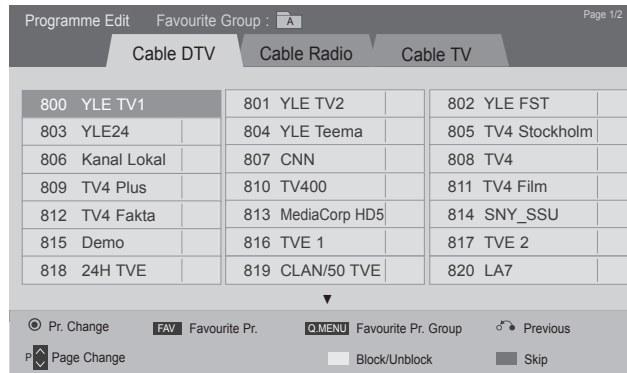 Programme Edit Favourite Group : A Page 1/2
Cable DTV Cable Radio Cable TV
800 YLE TV1 801 YLE TV2 802 YLE FST
803 YLE24 804 YLE Teema 805 TV4 Stockholm
806 Kanal Lokal 807 CNN 808 TV4
809 TV4 Plus 810 TV400 811 TV4 Film
812 TV4 Fakta 813 MediaCorp HD5 814 SNY_SSU
815 Demo 816 TVE 1 817 TVE 2
818 24H TVE 819 CLAN/50 TVE 820 LA7
Pr. Change FAV Favourite Pr. Q.MENU Favourite Pr. Group Previous
P Page Change Block/Unblock Skip